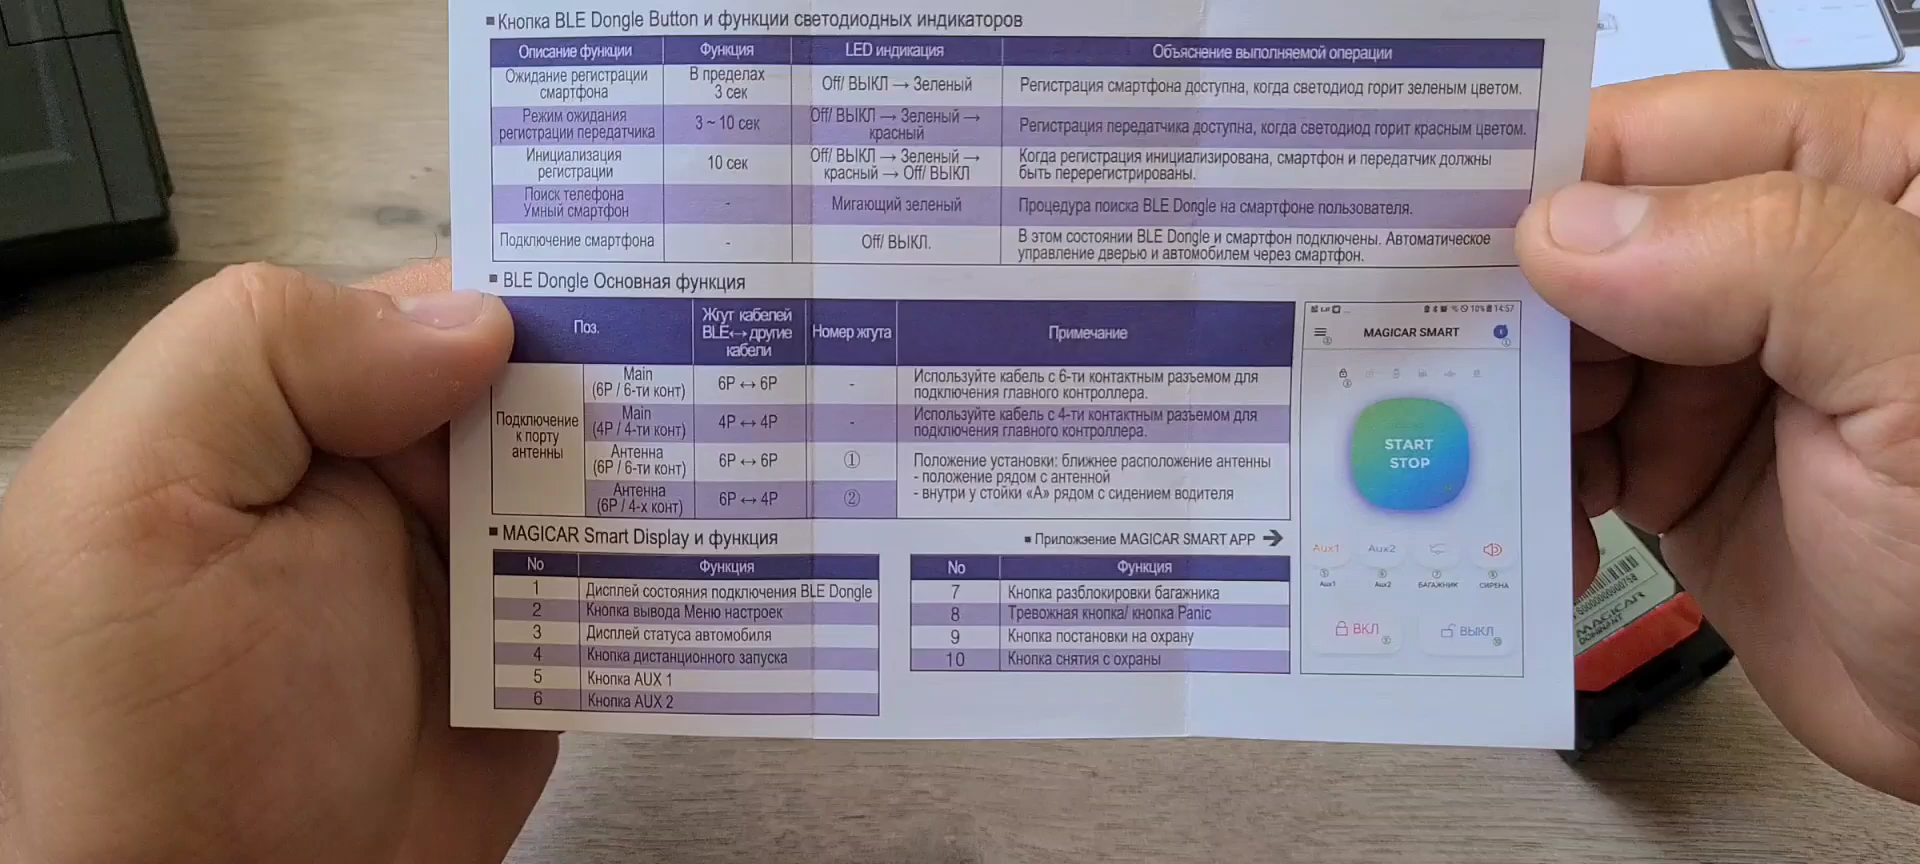 ▪Кнопка BLE Dongle Button и функции светодиодных индикаторов
Описание функции Функция LED индикация Объяснение выполняемой операции
Ожидание регистрации
смартфона
В пределах
3 сек
Off/ ВЫКЛ → Зеленый
Регистрация смартфона доступна, когда светодиод горит зеленым цветом.
Режим ожидания
регистрации передатчика
3 ~ 10 сек
Off/ ВЫКЛ → Зеленый →
красный
Регистрация передатчика доступна, когда светодиод горит красным цветом.
Инициализация
регистрации
10 сек
Off/ ВЫКЛ → Зеленый →
красный → Off/ ВЫКЛ
Когда регистрация инициализирована, смартфон и передатчик должны
быть перерегистрированы.
Поиск телефона
Умный смартфон
-
Мигающий зеленый
Процедура поиска BLE Dongle на смартфоне пользователя.
Подключение смартфона
-
Off/ ВЫКЛ.
В этом состоянии BLE Dongle и смартфон подключены. Автоматическое
управление дверью и автомобилем через смартфон.
▪ BLE Dongle Основная функция
Поз.
Жгут кабелей
BLE↔другие
кабели
Номер жгута
Примечание
Подключение
к порту
антенны
Main
(6P / 6-ти конт)
6P ↔ 6P
-
Используйте кабель с 6-ти контактным разъемом для
подключения главного контроллера.
Main
(4P / 4-ти конт)
4P ↔ 4P
-
Используйте кабель с 4-ти контактным разъемом для
подключения главного контроллера.
Антенна
(6P / 6-ти конт)
6P ↔ 6P
①
Антенна
(6P / 4-х конт)
6P ↔ 4P
②
Положение установки: ближнее расположение антенны
- положение рядом с антенной
- внутри у стойки «А» рядом с сидением водителя
10% 14:57
MAGICAR SMART
START
STOP
Aux1 Aux2
Aux1 Aux2 БАГАЖНИК СИРЕНА
ВКЛ ВЫКЛ
▪ MAGICAR Smart Display и функция
No Функция
1 Дисплей состояния подключения BLE Dongle
2 Кнопка вывода Меню настроек
3 Дисплей статуса автомобиля
4 Кнопка дистанционного запуска
5 Кнопка AUX 1
6 Кнопка AUX 2
▪ Приложзение MAGICAR SMART APP →
No Функция
7 Кнопка разблокировки багажника
8 Тревожная кнопка/ кнопка Panic
9 Кнопка постановки на охрану
10 Кнопка снятия с охраны
MAGICAR
DOMINANT